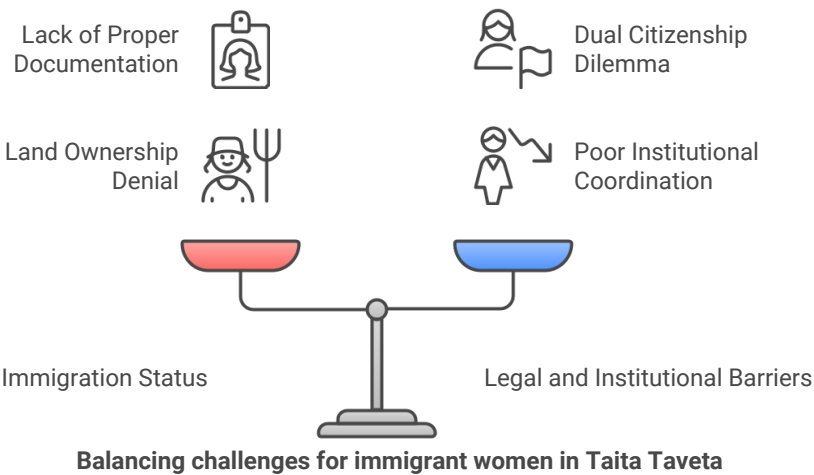 Lack of Proper
Documentation
Dual Citizenship
Dilemma
Land Ownership
Denial
Poor Institutional
Coordination
Immigration Status
Legal and Institutional Barriers
Balancing challenges for immigrant women in Taita Taveta